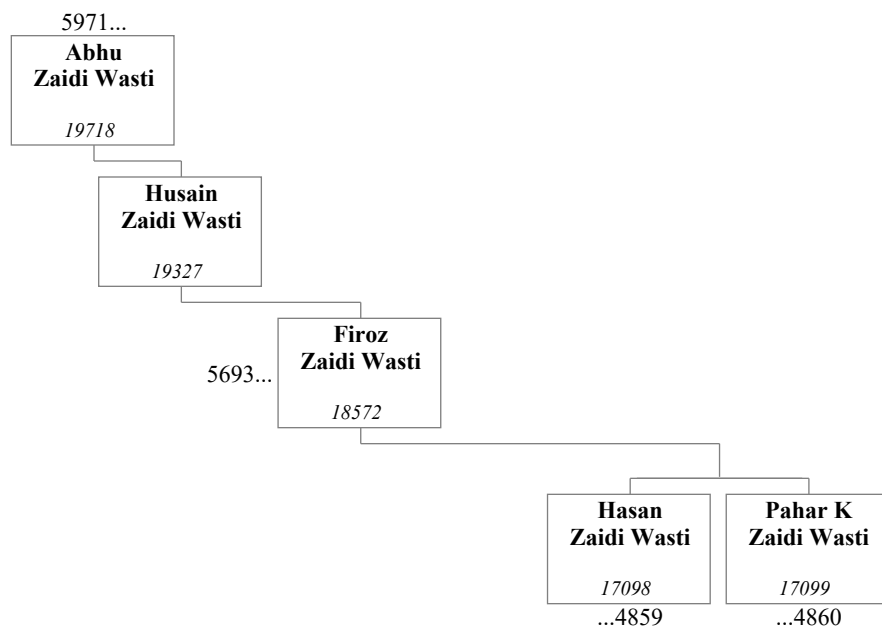 5971...
Abhu
Zaidi Wasti
19718
Husain
Zaidi Wasti
19327
Firoz
Zaidi Wasti
5693...
18572
Hasan
Zaidi Wasti
17098
...4859
Pahar K
Zaidi Wasti
17099
...4860